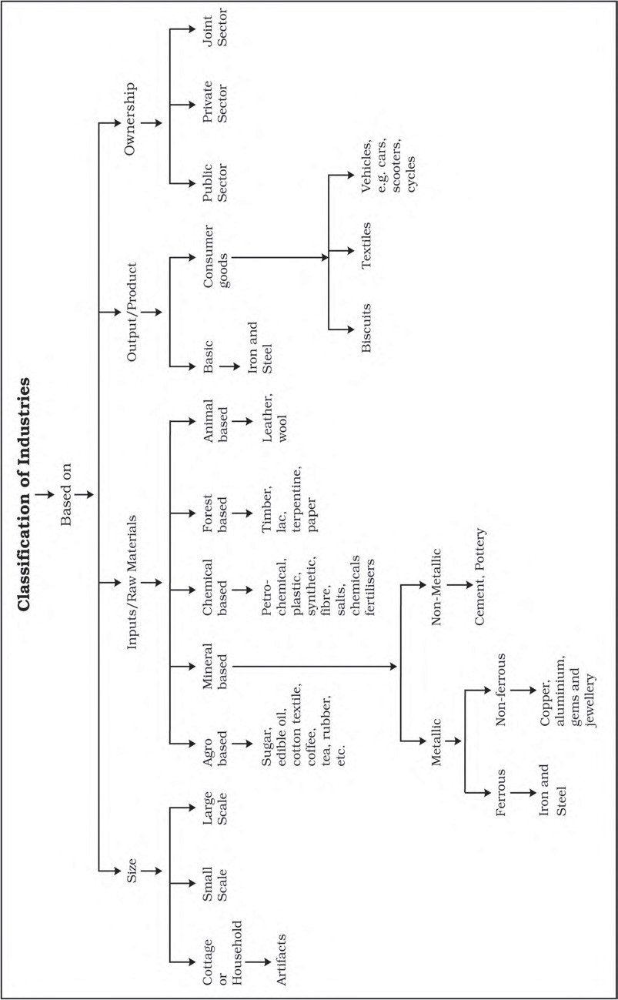 Classification of Industries
Based on
Size
Inputs/Raw Materials
Output/Product
Ownership
Cottage
or
Household
Small
Scale
Large
Scale
Agro
based
Mineral
based
Chemical
based
Forest
based
Animal
based
Basic
Consumer
goods
Public
Sector
Private
Sector
Joint
Sector
Artifacts
Sugar,
edible oil,
cotton textile,
coffee,
tea, rubber,
etc.
Petro-
chemical,
plastic,
synthetic,
fibre,
salts,
chemicals
fertilisers
Timber,
lac,
terpentine,
paper
Leather,
wool
Iron and
Steel
Biscuits
Textiles
Vehicles,
e.g. cars,
scooters,
cycles
Metallic
Non-Metallic
Ferrous
Non-ferrous
Cement, Pottery
Iron and
Steel
Copper,
aluminium,
gems and
jewellery